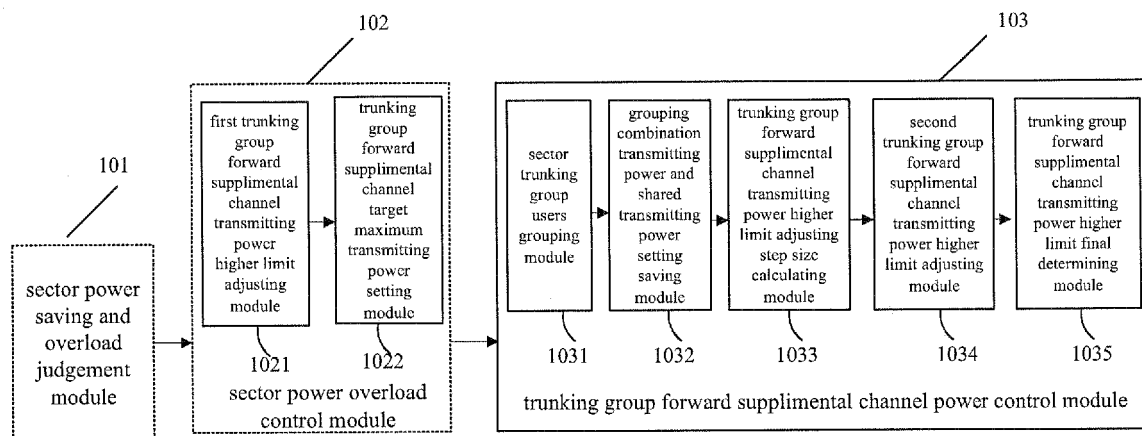 101
sector power
saving and
overload
judgement
module
102
first trunking
group
forward
supplimental
channel
transmitting
power
higher limit
adjusting
module
1021
trunking
group
forward
supplimental
channel
target
maximum
transmitting
power
setting
module
1022
sector power overload
control module
103
sector
trunking
group
users
grouping
module
1031
grouping
combination
transmitting
power and
shared
transmitting
power
setting
saving
module
1032
trunking group
forward
supplimental
channel
transmitting
power higher
limit adjusting
step size
calculating
module
1033
second
trunking group
forward
supplimental
channel
transmitting
power higher
limit adjusting
module
1034
trunking group
forward
supplimental
channel
transmitting
power higher
limit final
determining
module
1035
trunking group forward supplimental channel power control module